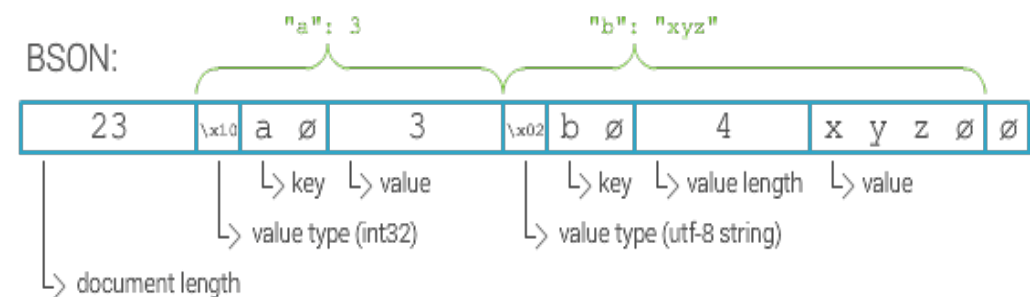 "a": 3 "b": "xyz"
BSON:
23 \x10 a ø 3 \x02 b ø 4 x y z ø ø
key value key value length value
value type (int32) value type (utf-8 string)
document length